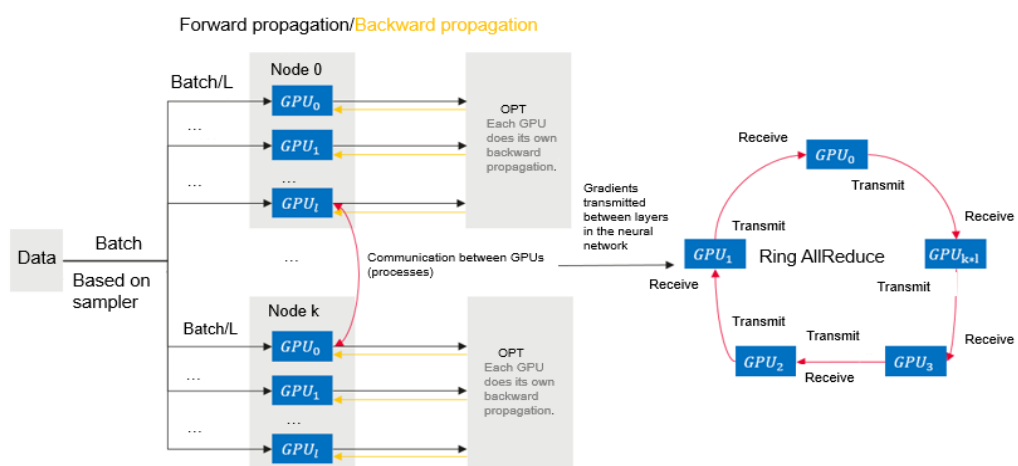 Forward propagation/Backward propagation
Node 0
Batch/L
GPU₀
...
GPU₁
...
...
GPUₗ
OPT
Each GPU
does its own
backward
propagation.
Data
Batch
Based on
sampler
...
Communication between GPUs
(processes)
Gradients
transmitted
between layers
in the neural
network
Node k
Batch/L
GPU₀
...
GPU₁
...
...
GPUₗ
OPT
Each GPU
does its own
backward
propagation.
Receive
GPU₀
Transmit
Receive
Transmit
GPU₁
Ring AllReduce
GPUₖ*ₗ
Receive
Transmit
Transmit
Transmit
Receive
GPU₂
Receive
GPU₃